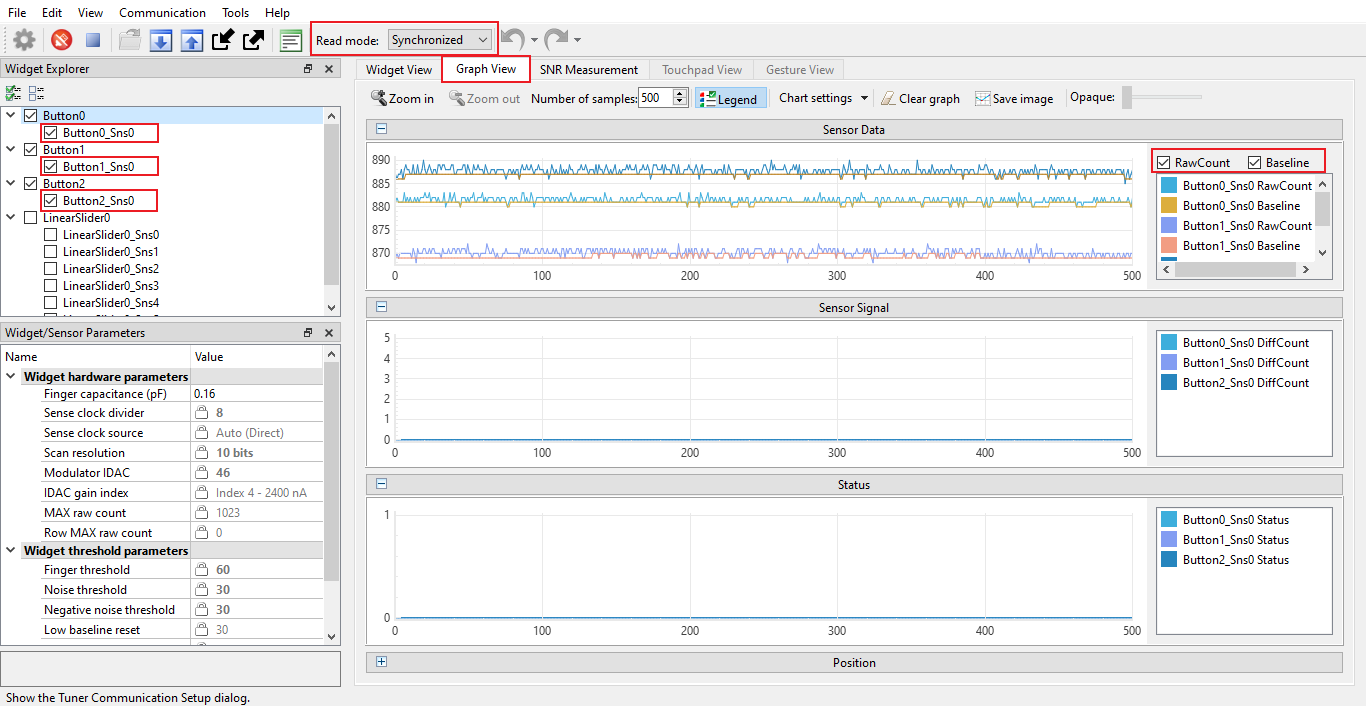 File Edit View Communication Tools Help
Read mode: Synchronized
Widget Explorer
Button0
Button0_Sns0
Button1
Button1_Sns0
Button2
Button2_Sns0
LinearSlider0
LinearSlider0_Sns0
LinearSlider0_Sns1
LinearSlider0_Sns2
LinearSlider0_Sns3
LinearSlider0_Sns4
Widget/Sensor Parameters
Name Value
Widget hardware parameters
Finger capacitance (pF) 0.16
Sense clock divider 8
Sense clock source Auto (Direct)
Scan resolution 10 bits
Modulator IDAC 46
IDAC gain index Index 4 - 2400 nA
MAX raw count 1023
Row MAX raw count 0
Widget threshold parameters
Finger threshold 60
Noise threshold 30
Negative noise threshold 30
Low baseline reset 30
Show the Tuner Communication Setup dialog.
Widget View Graph View SNR Measurement Touchpad View Gesture View
Zoom in Zoom out Number of samples: 500 Legend Chart settings Clear graph Save image Opaque:
Sensor Data
890
885
880
875
870
0 100 200 300 400 500
RawCount Baseline
Button0_Sns0 RawCount
Button0_Sns0 Baseline
Button1_Sns0 RawCount
Button1_Sns0 Baseline
Sensor Signal
5
4
3
2
1
0
0 100 200 300 400 500
Button0_Sns0 DiffCount
Button1_Sns0 DiffCount
Button2_Sns0 DiffCount
Status
1
0
0 100 200 300 400 500
Button0_Sns0 Status
Button1_Sns0 Status
Button2_Sns0 Status
Position